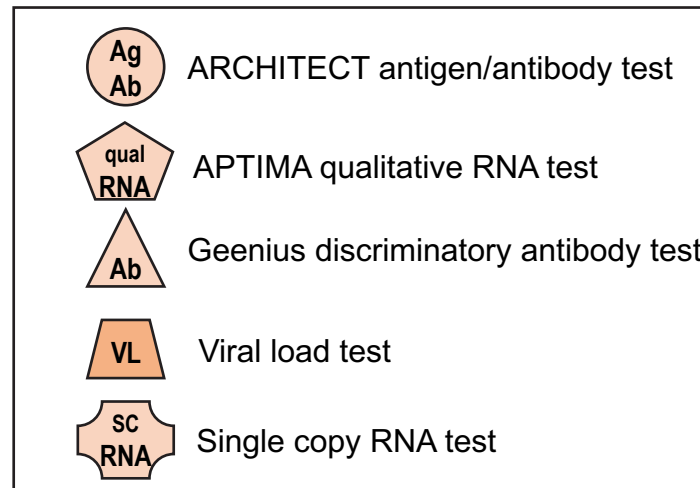 Ag
Ab
ARCHITECT antigen/antibody test
qual
RNA
APTIMA qualitative RNA test
Ab
Geenius discriminatory antibody test
VL
Viral load test
SC
RNA
Single copy RNA test